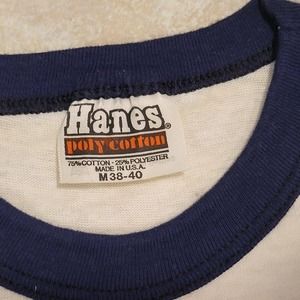 Hanes®
poly cotton
75% COTTON - 25% POLYESTER
MADE IN U.S.A.
M 38-40